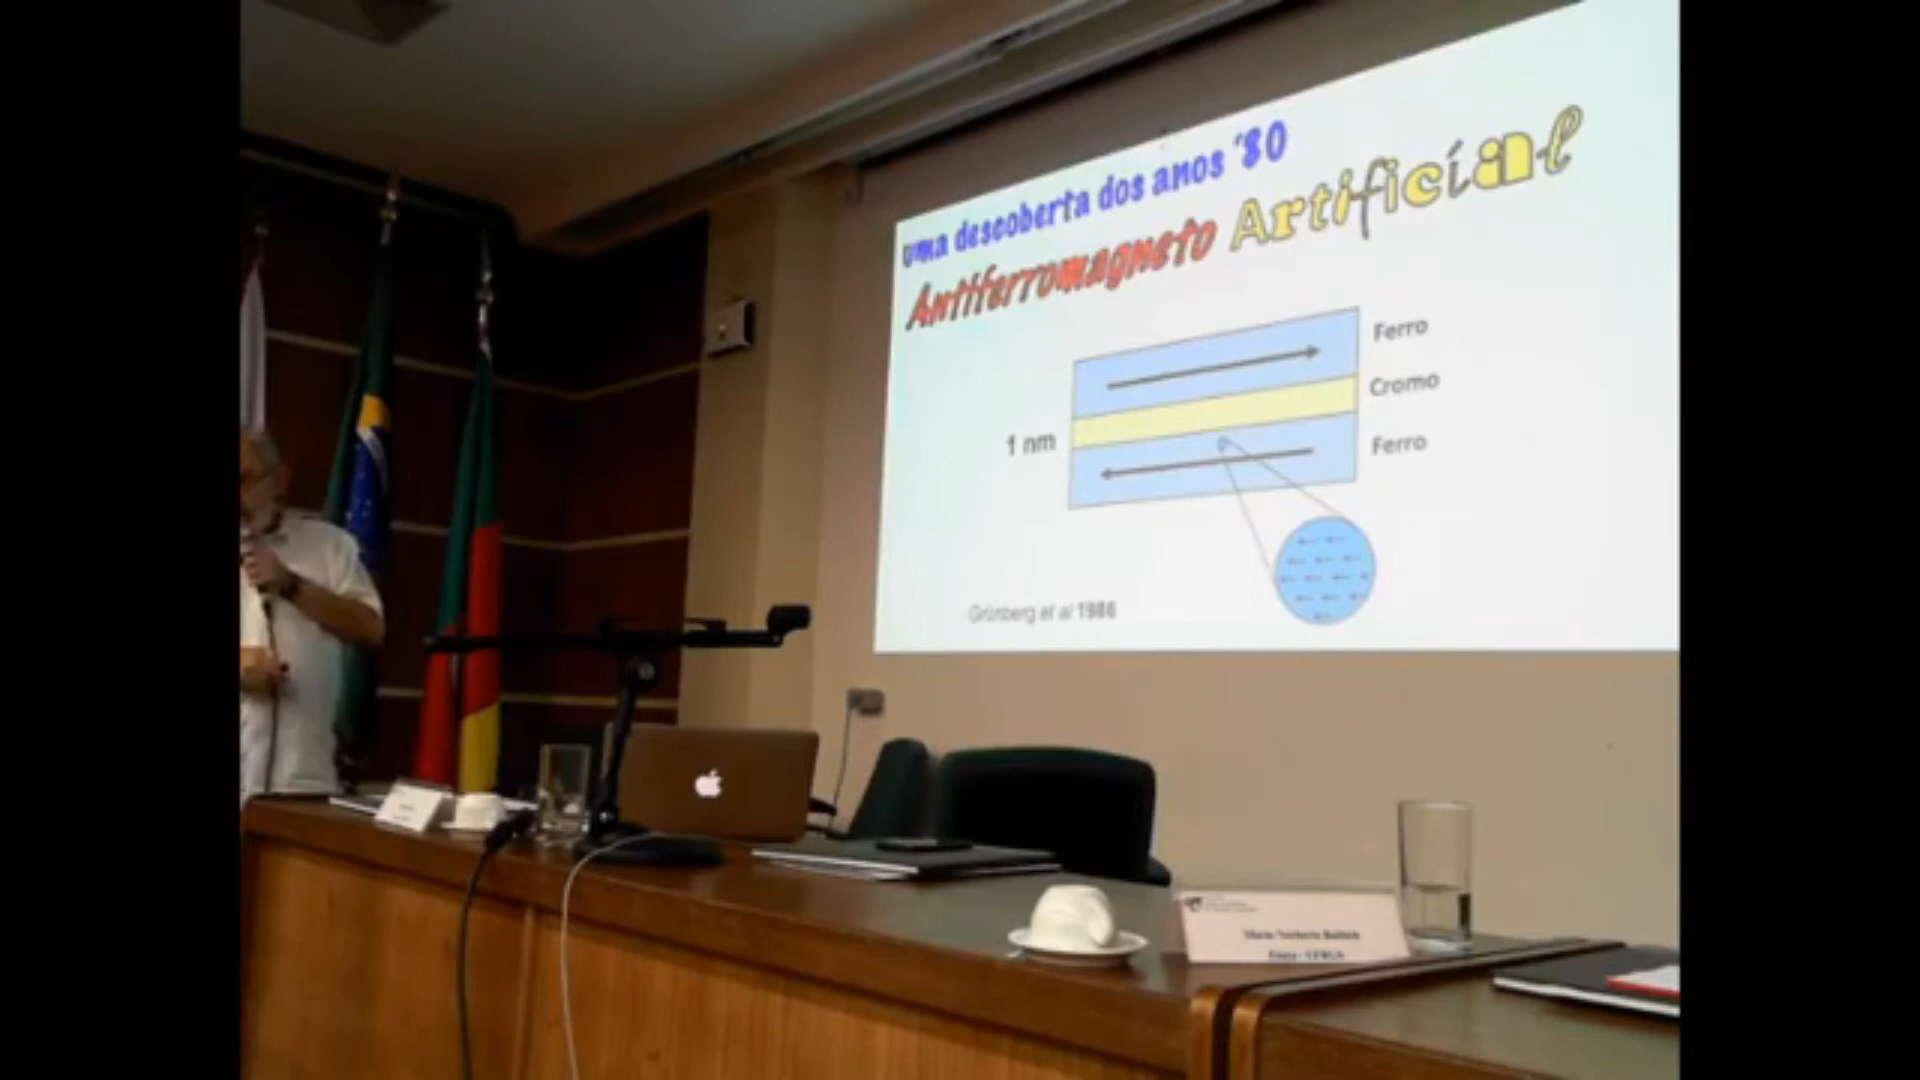 uma descoberta dos anos '80
Antiferromagneto Artificial
Ferro
Cromo
1 nm
Ferro
Grünberg et al 1986